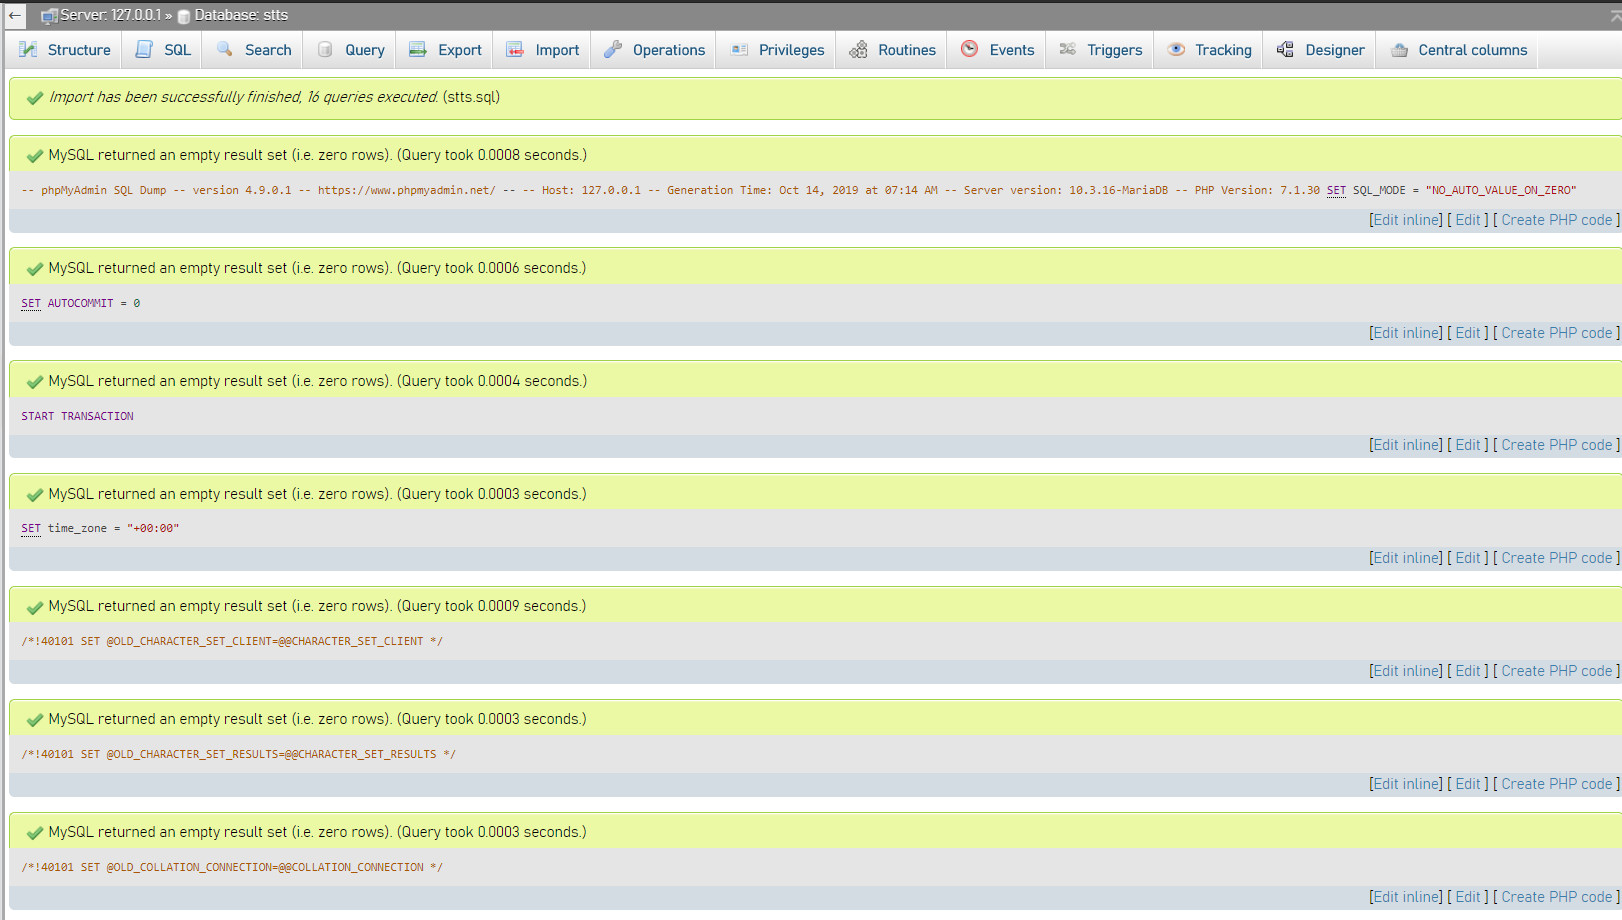 Server: 127.0.0.1 » Database: stts
Structure SQL Search Query Export Import Operations Privileges Routines Events Triggers Tracking Designer Central columns
Import has been successfully finished, 16 queries executed. (stts.sql)
MySQL returned an empty result set (i.e. zero rows). (Query took 0.0008 seconds.)
-- phpMyAdmin SQL Dump -- version 4.9.0.1 -- https://www.phpmyadmin.net/ -- -- Host: 127.0.0.1 -- Generation Time: Oct 14, 2019 at 07:14 AM -- Server version: 10.3.16-MariaDB -- PHP Version: 7.1.30 SET SQL_MODE = "NO_AUTO_VALUE_ON_ZERO"
[Edit inline] [ Edit ] [ Create PHP code ]
MySQL returned an empty result set (i.e. zero rows). (Query took 0.0006 seconds.)
SET AUTOCOMMIT = 0
[Edit inline] [ Edit ] [ Create PHP code ]
MySQL returned an empty result set (i.e. zero rows). (Query took 0.0004 seconds.)
START TRANSACTION
[Edit inline] [ Edit ] [ Create PHP code ]
MySQL returned an empty result set (i.e. zero rows). (Query took 0.0003 seconds.)
SET time_zone = "+00:00"
[Edit inline] [ Edit ] [ Create PHP code ]
MySQL returned an empty result set (i.e. zero rows). (Query took 0.0009 seconds.)
/*!40101 SET @OLD_CHARACTER_SET_CLIENT=@@CHARACTER_SET_CLIENT */
[Edit inline] [ Edit ] [ Create PHP code ]
MySQL returned an empty result set (i.e. zero rows). (Query took 0.0003 seconds.)
/*!40101 SET @OLD_CHARACTER_SET_RESULTS=@@CHARACTER_SET_RESULTS */
[Edit inline] [ Edit ] [ Create PHP code ]
MySQL returned an empty result set (i.e. zero rows). (Query took 0.0003 seconds.)
/*!40101 SET @OLD_COLLATION_CONNECTION=@@COLLATION_CONNECTION */
[Edit inline] [ Edit ] [ Create PHP code ]